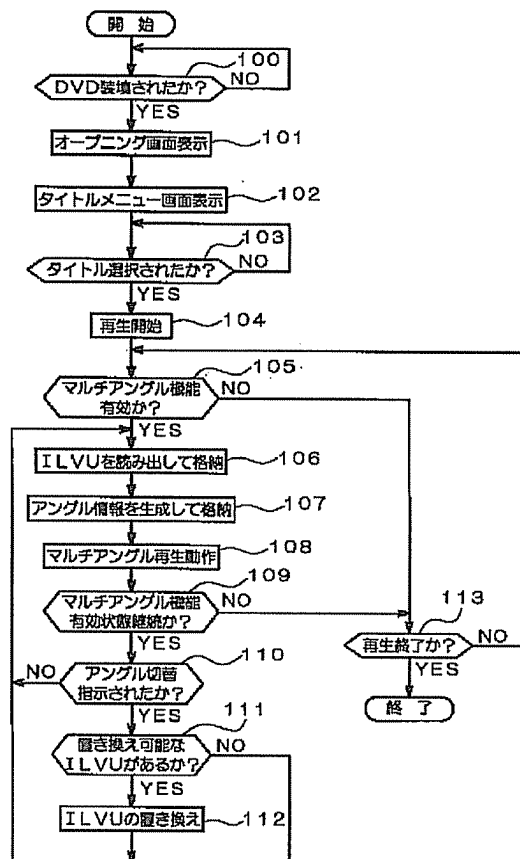 開始
100
DVD装填されたか？
NO
YES
オープニング画面表示
101
タイトルメニュー画面表示
102
103
タイトル選択されたか？
NO
YES
再生開始
104
105
マルチアングル機能
有効か？
NO
YES
ILVUを読み出して格納
106
アングル情報を生成して格納
107
マルチアングル再生動作
108
109
マルチアングル機能
有効状態継続か？
NO
YES
113
再生終了か？
NO
YES
終了
110
アングル切替
指示されたか？
NO
YES
111
置き換え可能な
ILVUがあるか？
NO
YES
ILVUの置き換え
112